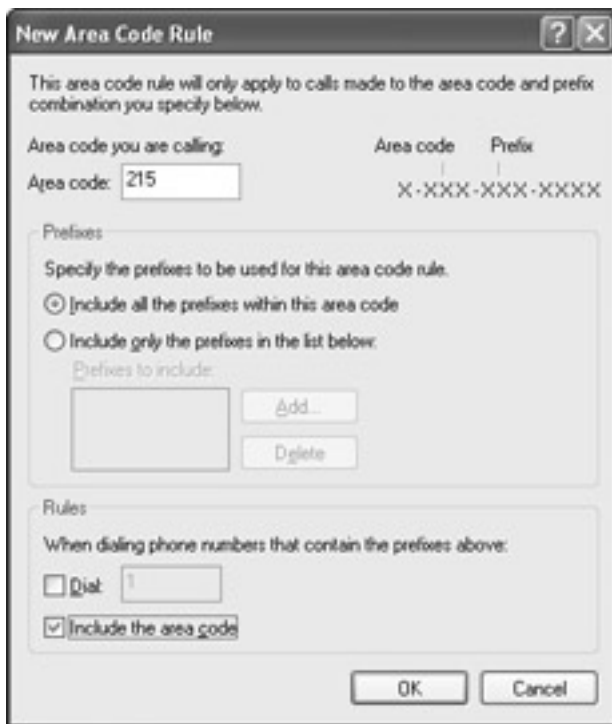 New Area Code Rule
This area code rule will only apply to calls made to the area code and prefix
combination you specify below.
Area code you are calling:
Area code: 215
Area code Prefix
X-XXX-XXX-XXXX
Prefixes
Specify the prefixes to be used for this area code rule.
Include all the prefixes within this area code
Include only the prefixes in the list below:
Prefixes to include:
Add...
Delete
Rules
When dialing phone numbers that contain the prefixes above:
Dial: 1
Include the area code
OK Cancel